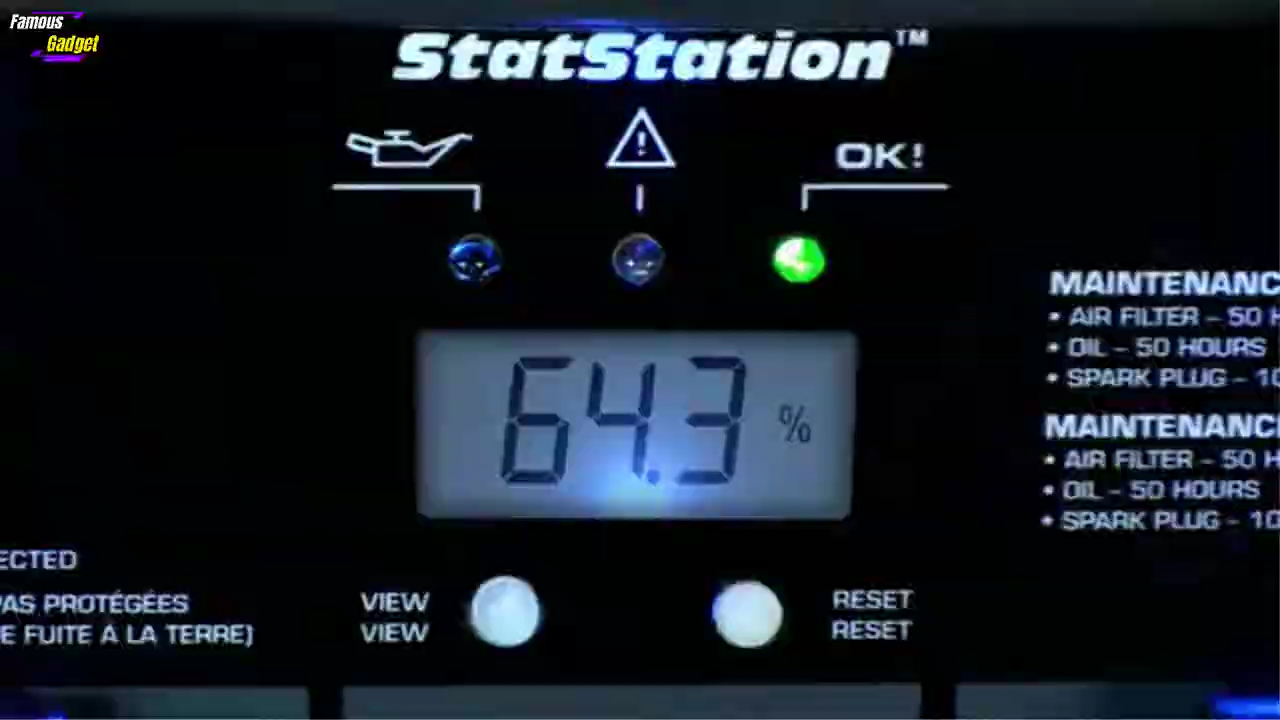 Famous
Gadget
StatStation™
OK!
64.3 %
MAINTENANC
• AIR FILTER – 50 H
• OIL – 50 HOURS
• SPARK PLUG – 10
MAINTENANC
• AIR FILTER – 50 H
• OIL – 50 HOURS
• SPARK PLUG – 10
ECTED
PAS PROTÉGÉES
E FUITE À LA TERRE)
VIEW
VIEW
RESET
RESET